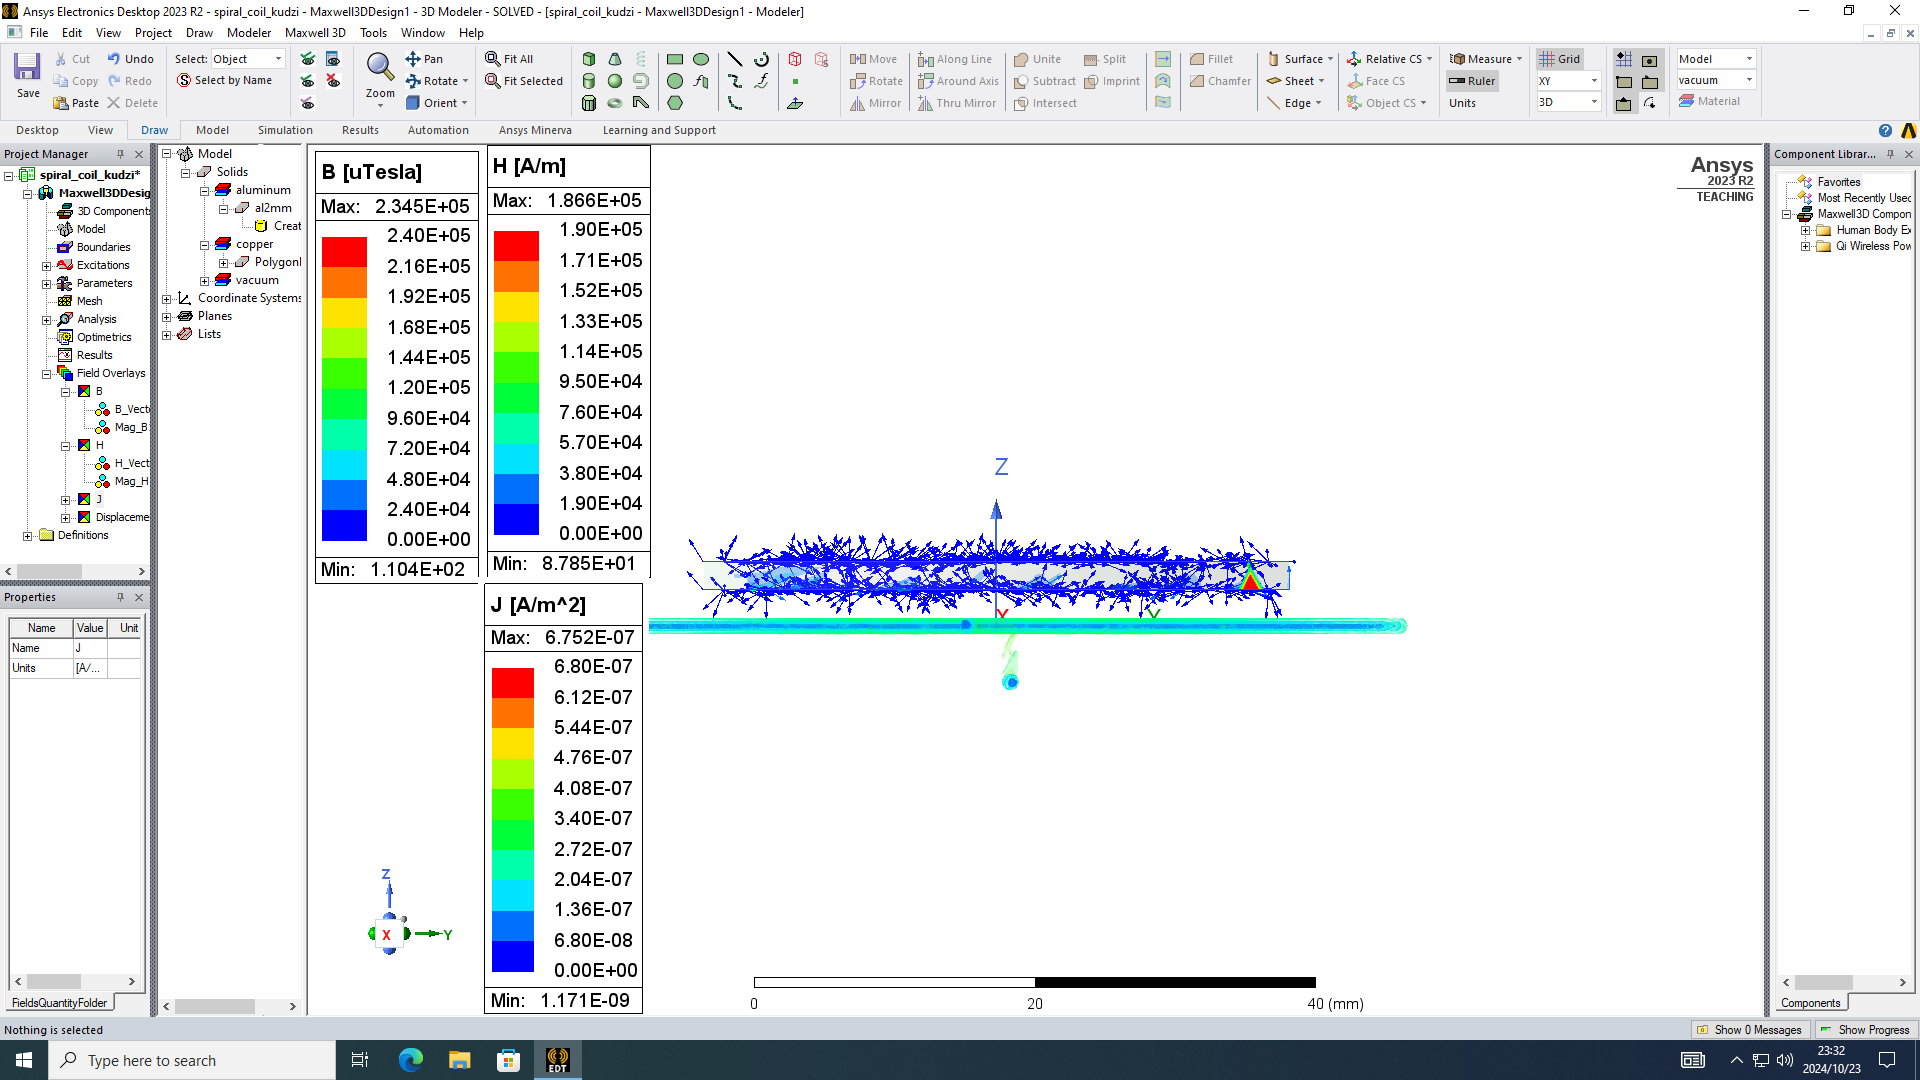 Ansys Electronics Desktop 2023 R2 - spiral_coil_kudzi - Maxwell3DDesign1 - 3D Modeler - SOLVED - [spiral_coil_kudzi - Maxwell3DDesign1 - Modeler]
File Edit View Project Draw Modeler Maxwell 3D Tools Window Help
Save
Cut
Copy
Paste
Undo
Redo
Delete
Select: Object
Select by Name
Zoom
Pan
Rotate
Orient
Fit All
Fit Selected
Move
Rotate
Mirror
Along Line
Around Axis
Thru Mirror
Unite
Subtract
Intersect
Split
Imprint
Fillet
Chamfer
Surface
Sheet
Edge
Relative CS
Face CS
Object CS
Measure
Ruler
Units
Grid
XY
3D
Model
vacuum
Material
Desktop View Draw Model Simulation Results Automation Ansys Minerva Learning and Support
Project Manager
spiral_coil_kudzi*
Maxwell3DDesig
3D Components
Model
Boundaries
Excitations
Parameters
Mesh
Analysis
Optimetrics
Results
Field Overlays
B
B_Vect
Mag_B
H
H_Vect
Mag_H
J
Displaceme
Definitions
Properties
Name Value Unit
Name J
Units [A/...
FieldsQuantityFolder
Model
Solids
aluminum
al2mm
Creat
copper
Polygonl
vacuum
Coordinate Systems
Planes
Lists
B [uTesla]
Max: 2.345E+05
2.40E+05
2.16E+05
1.92E+05
1.68E+05
1.44E+05
1.20E+05
9.60E+04
7.20E+04
4.80E+04
2.40E+04
0.00E+00
Min: 1.104E+02
H [A/m]
Max: 1.866E+05
1.90E+05
1.71E+05
1.52E+05
1.33E+05
1.14E+05
9.50E+04
7.60E+04
5.70E+04
3.80E+04
1.90E+04
0.00E+00
Min: 8.785E+01
J [A/m^2]
Max: 6.752E-07
6.80E-07
6.12E-07
5.44E-07
4.76E-07
4.08E-07
3.40E-07
2.72E-07
2.04E-07
1.36E-07
6.80E-08
0.00E+00
Min: 1.171E-09
Z
X
Y
Z
X
Y
0 20 40 (mm)
Ansys
2023 R2
TEACHING
Component Librar...
Favorites
Most Recently Used
Maxwell3D Compon
Human Body Ex
Qi Wireless Pow
Components
Nothing is selected
Show 0 Messages
Show Progress
Type here to search
EDT
23:32
2024/10/23